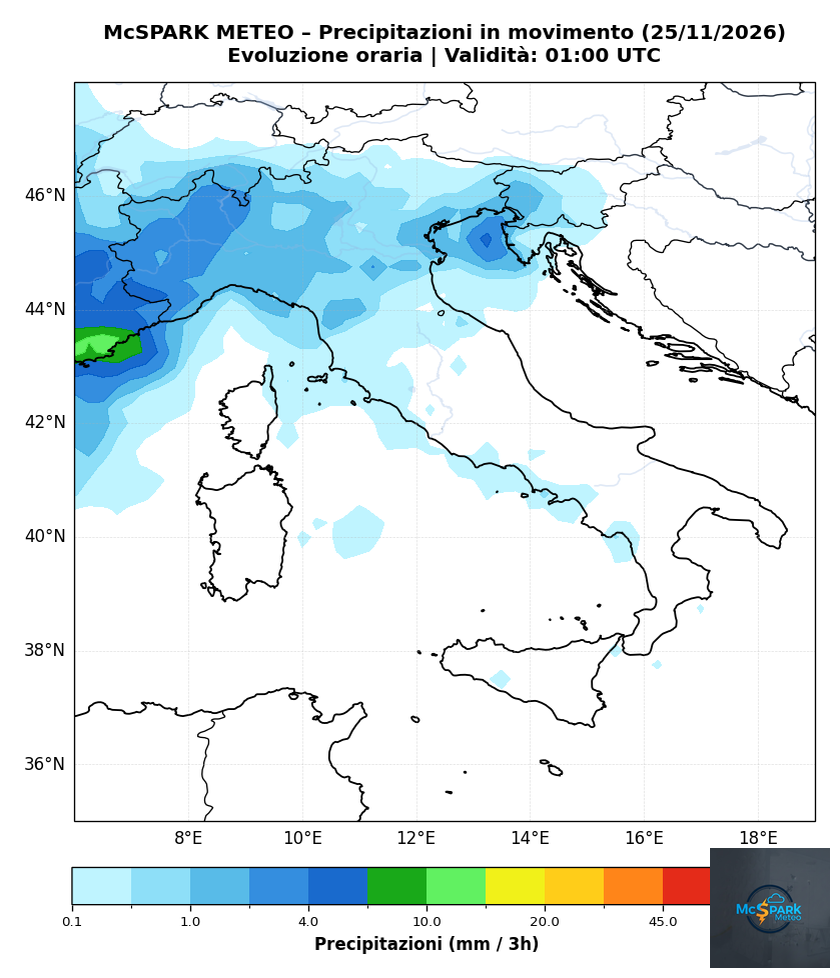 McSPARK METEO – Precipitazioni in movimento (25/11/2026)
Evoluzione oraria | Validità: 01:00 UTC
46°N
44°N
42°N
40°N
38°N
36°N
8°E 10°E 12°E 14°E 16°E 18°E
0.1 1.0 4.0 10.0 20.0 45.0
Precipitazioni (mm / 3h)
McSPARK
Meteo